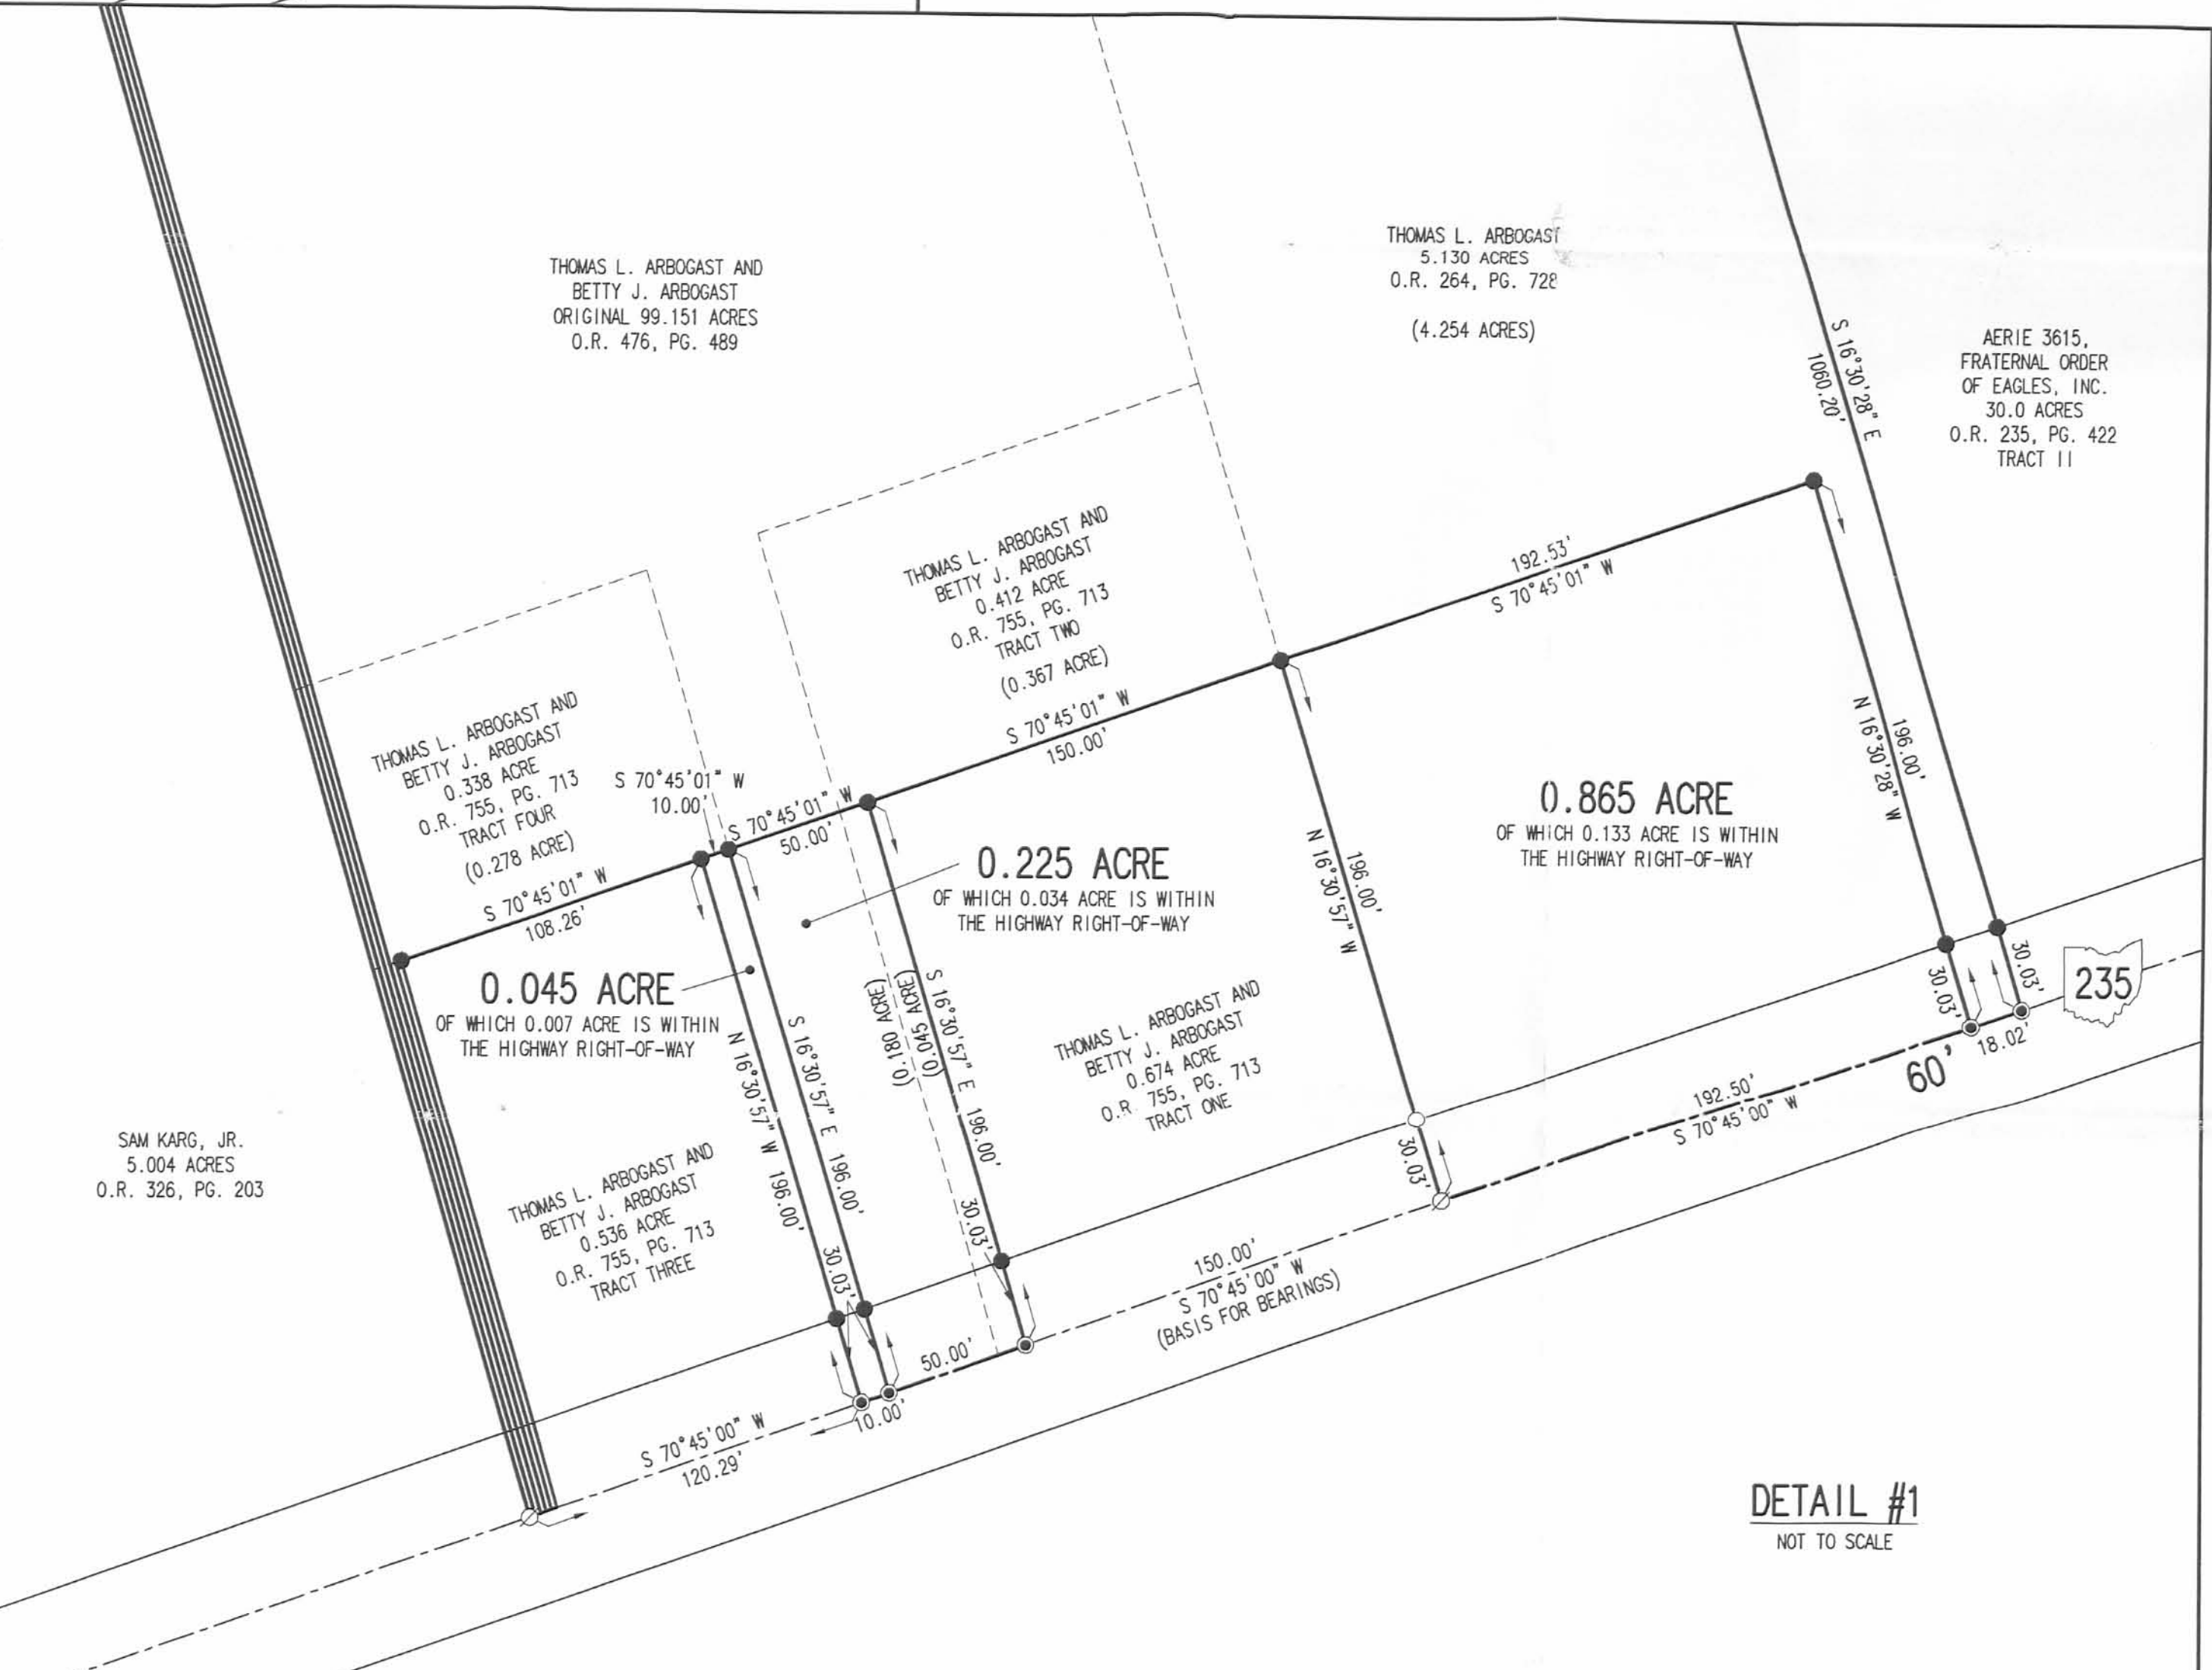 THOMAS L. ARBOGAST AND
BETTY J. ARBOGAST
ORIGINAL 99.151 ACRES
O.R. 476, PG. 489
THOMAS L. ARBOGAST
5.130 ACRES
O.R. 264, PG. 728
(4.254 ACRES)
S 16°30'28" E
1060.20'
AERIE 3615,
FRATERNAL ORDER
OF EAGLES, INC.
30.0 ACRES
O.R. 235, PG. 422
TRACT II
THOMAS L. ARBOGAST AND
BETTY J. ARBOGAST
0.412 ACRE
O.R. 755, PG. 713
TRACT TWO
(0.367 ACRE)
192.53'
S 70°45'01" W
S 70°45'01" W
150.00'
THOMAS L. ARBOGAST AND
BETTY J. ARBOGAST
0.338 ACRE
O.R. 755, PG. 713
TRACT FOUR
(0.278 ACRE)
S 70°45'01" W
10.00'
S 70°45'01" W
50.00'
S 70°45'01" W
108.26'
0.865 ACRE
OF WHICH 0.133 ACRE IS WITHIN
THE HIGHWAY RIGHT-OF-WAY
196.00'
N 16°30'28" W
0.225 ACRE
OF WHICH 0.034 ACRE IS WITHIN
THE HIGHWAY RIGHT-OF-WAY
196.00'
N 16°30'57" W
0.045 ACRE
OF WHICH 0.007 ACRE IS WITHIN
THE HIGHWAY RIGHT-OF-WAY
N 16°30'57" W 196.00'
S 16°30'57" E 196.00'
(0.180 ACRE)
(0.045 ACRE)
S 16°30'57" E 196.00'
THOMAS L. ARBOGAST AND
BETTY J. ARBOGAST
0.674 ACRE
O.R. 755, PG. 713
TRACT ONE
30.03'
30.03'
235
18.02'
60'
192.50'
S 70°45'00" W
30.03'
SAM KARG, JR.
5.004 ACRES
O.R. 326, PG. 203
THOMAS L. ARBOGAST AND
BETTY J. ARBOGAST
0.536 ACRE
O.R. 755, PG. 713
TRACT THREE
30.03'
30.03'
150.00'
S 70°45'00" W
(BASIS FOR BEARINGS)
50.00'
10.00'
S 70°45'00" W
120.29'
DETAIL #1
NOT TO SCALE